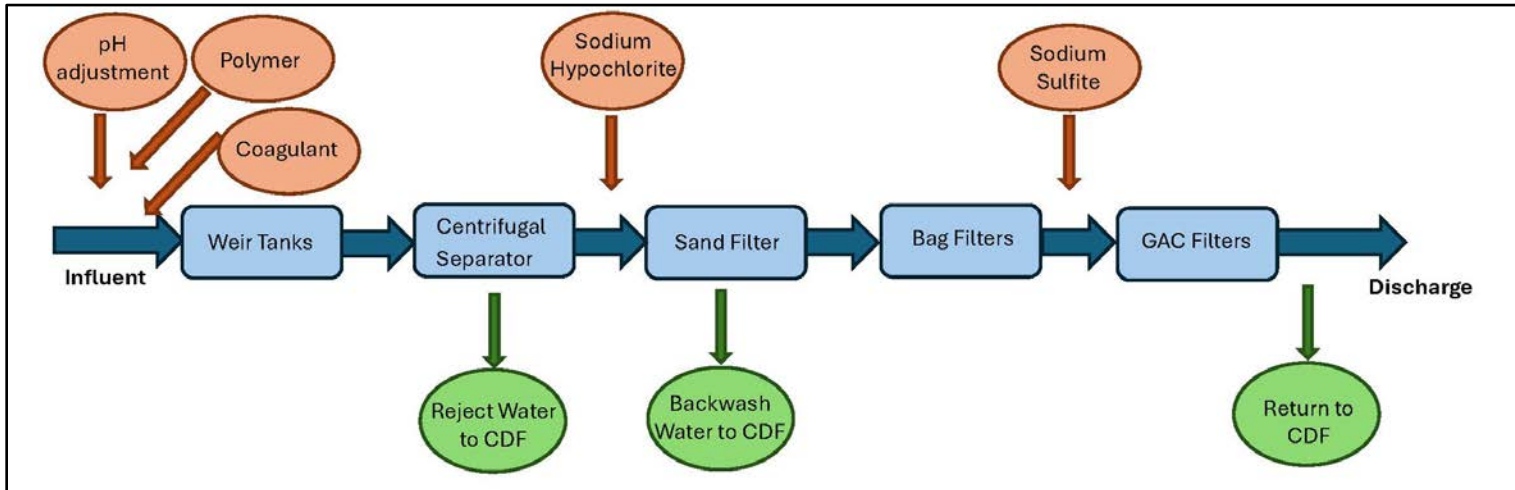 pH
adjustment
Polymer
Coagulant
Sodium
Hypochlorite
Sodium
Sulfite
Influent
Weir Tanks
Centrifugal
Separator
Sand Filter
Bag Filters
GAC Filters
Discharge
Reject Water
to CDF
Backwash
Water to CDF
Return to
CDF